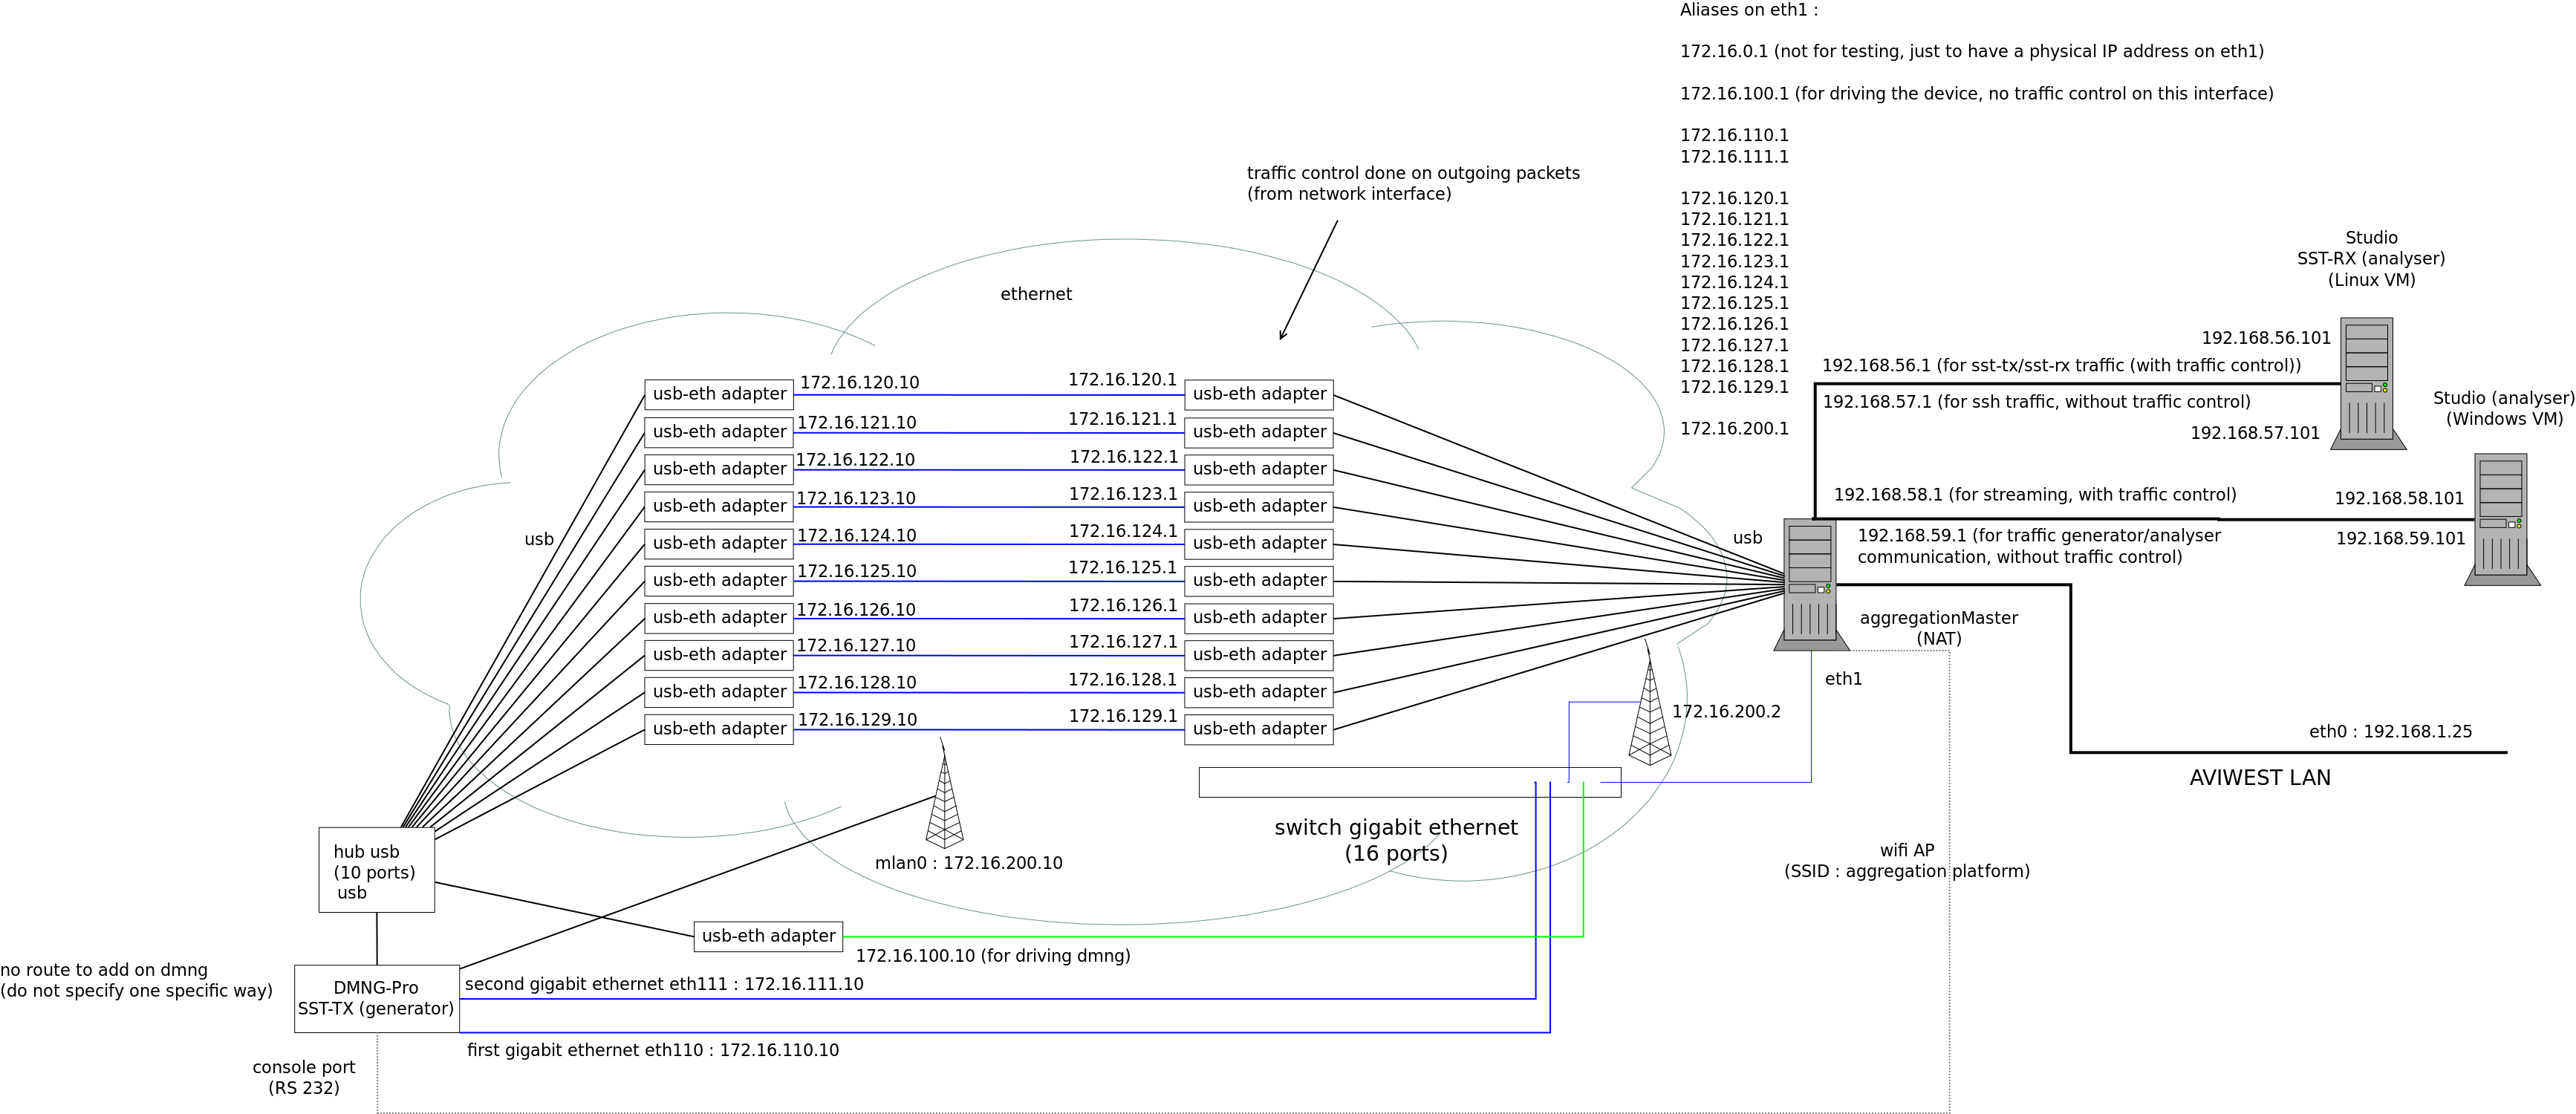 Aliases on eth1 :
172.16.0.1 (not for testing, just to have a physical IP address on eth1)
172.16.100.1 (for driving the device, no traffic control on this interface)
172.16.110.1
172.16.111.1
172.16.120.1
172.16.121.1
172.16.122.1
172.16.123.1
172.16.124.1
172.16.125.1
172.16.126.1
172.16.127.1
172.16.128.1
172.16.129.1
172.16.200.1
traffic control done on outgoing packets
(from network interface)
ethernet
usb
usb-eth adapter
172.16.120.10
172.16.120.1
usb-eth adapter
usb-eth adapter
172.16.121.10
172.16.121.1
usb-eth adapter
usb-eth adapter
172.16.122.10
172.16.122.1
usb-eth adapter
usb-eth adapter
172.16.123.10
172.16.123.1
usb-eth adapter
usb-eth adapter
172.16.124.10
172.16.124.1
usb-eth adapter
usb-eth adapter
172.16.125.10
172.16.125.1
usb-eth adapter
usb-eth adapter
172.16.126.10
172.16.126.1
usb-eth adapter
usb-eth adapter
172.16.127.10
172.16.127.1
usb-eth adapter
usb-eth adapter
172.16.128.10
172.16.128.1
usb-eth adapter
usb-eth adapter
172.16.129.10
172.16.129.1
usb-eth adapter
usb
Studio
SST-RX (analyser)
(Linux VM)
192.168.56.101
192.168.56.1 (for sst-tx/sst-rx traffic (with traffic control))
192.168.57.1 (for ssh traffic, without traffic control)
192.168.57.101
Studio (analyser)
(Windows VM)
192.168.58.1 (for streaming, with traffic control)
192.168.58.101
192.168.59.1 (for traffic generator/analyser
communication, without traffic control)
192.168.59.101
aggregationMaster
(NAT)
eth1
172.16.200.2
eth0 : 192.168.1.25
AVIWEST LAN
switch gigabit ethernet
(16 ports)
wifi AP
(SSID : aggregation platform)
mlan0 : 172.16.200.10
hub usb
(10 ports)
usb
usb-eth adapter
172.16.100.10 (for driving dmng)
no route to add on dmng
(do not specify one specific way)
DMNG-Pro
SST-TX (generator)
second gigabit ethernet eth111 : 172.16.111.10
first gigabit ethernet eth110 : 172.16.110.10
console port
(RS 232)